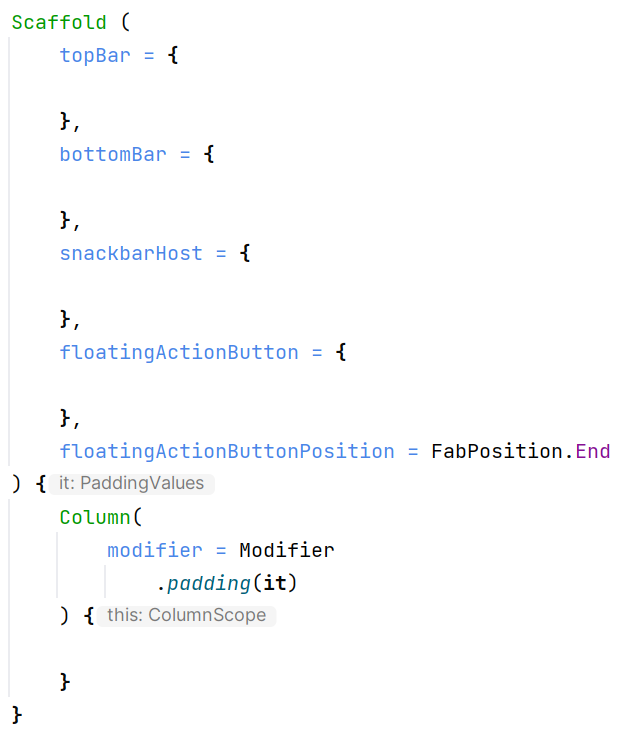 Scaffold (
    topBar = {

    },
    bottomBar = {

    },
    snackbarHost = {

    },
    floatingActionButton = {

    },
    floatingActionButtonPosition = FabPosition.End
) { it: PaddingValues
    Column(
        modifier = Modifier
            .padding(it)
    ) { this: ColumnScope

    }
}